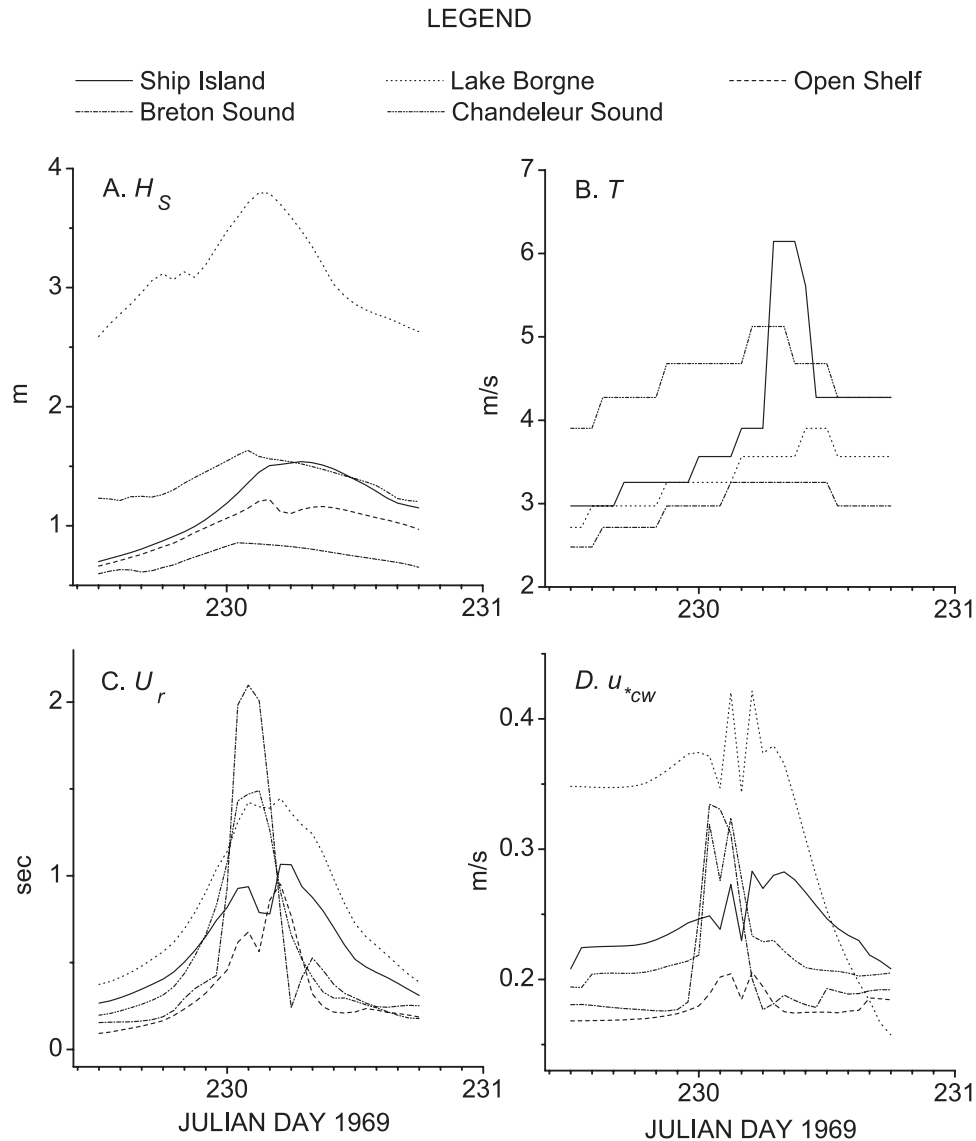 LEGEND
Ship Island
Lake Borgne
Open Shelf
Breton Sound
Chandeleur Sound
A. H_S
4
3
2
1
m
230
231
B. T
7
6
5
4
3
2
m/s
230
231
C. U_r
2
1
0
sec
230
231
JULIAN DAY 1969
D. u_*cw
0.4
0.3
0.2
m/s
230
231
JULIAN DAY 1969